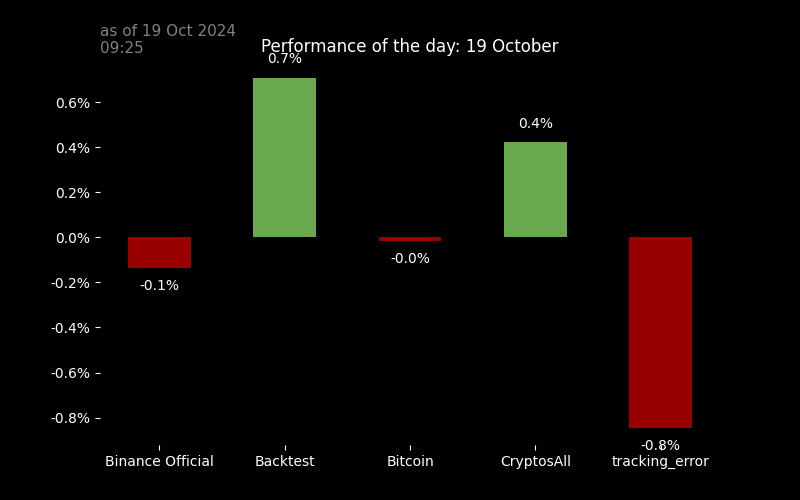 as of 19 Oct 2024
09:25
Performance of the day: 19 October
0.7%
0.6%
0.4%
0.4%
0.2%
0.0%
-0.0%
-0.2%
-0.1%
-0.4%
-0.6%
-0.8%
-0.8%
Binance Official
Backtest
Bitcoin
CryptosAll
tracking_error